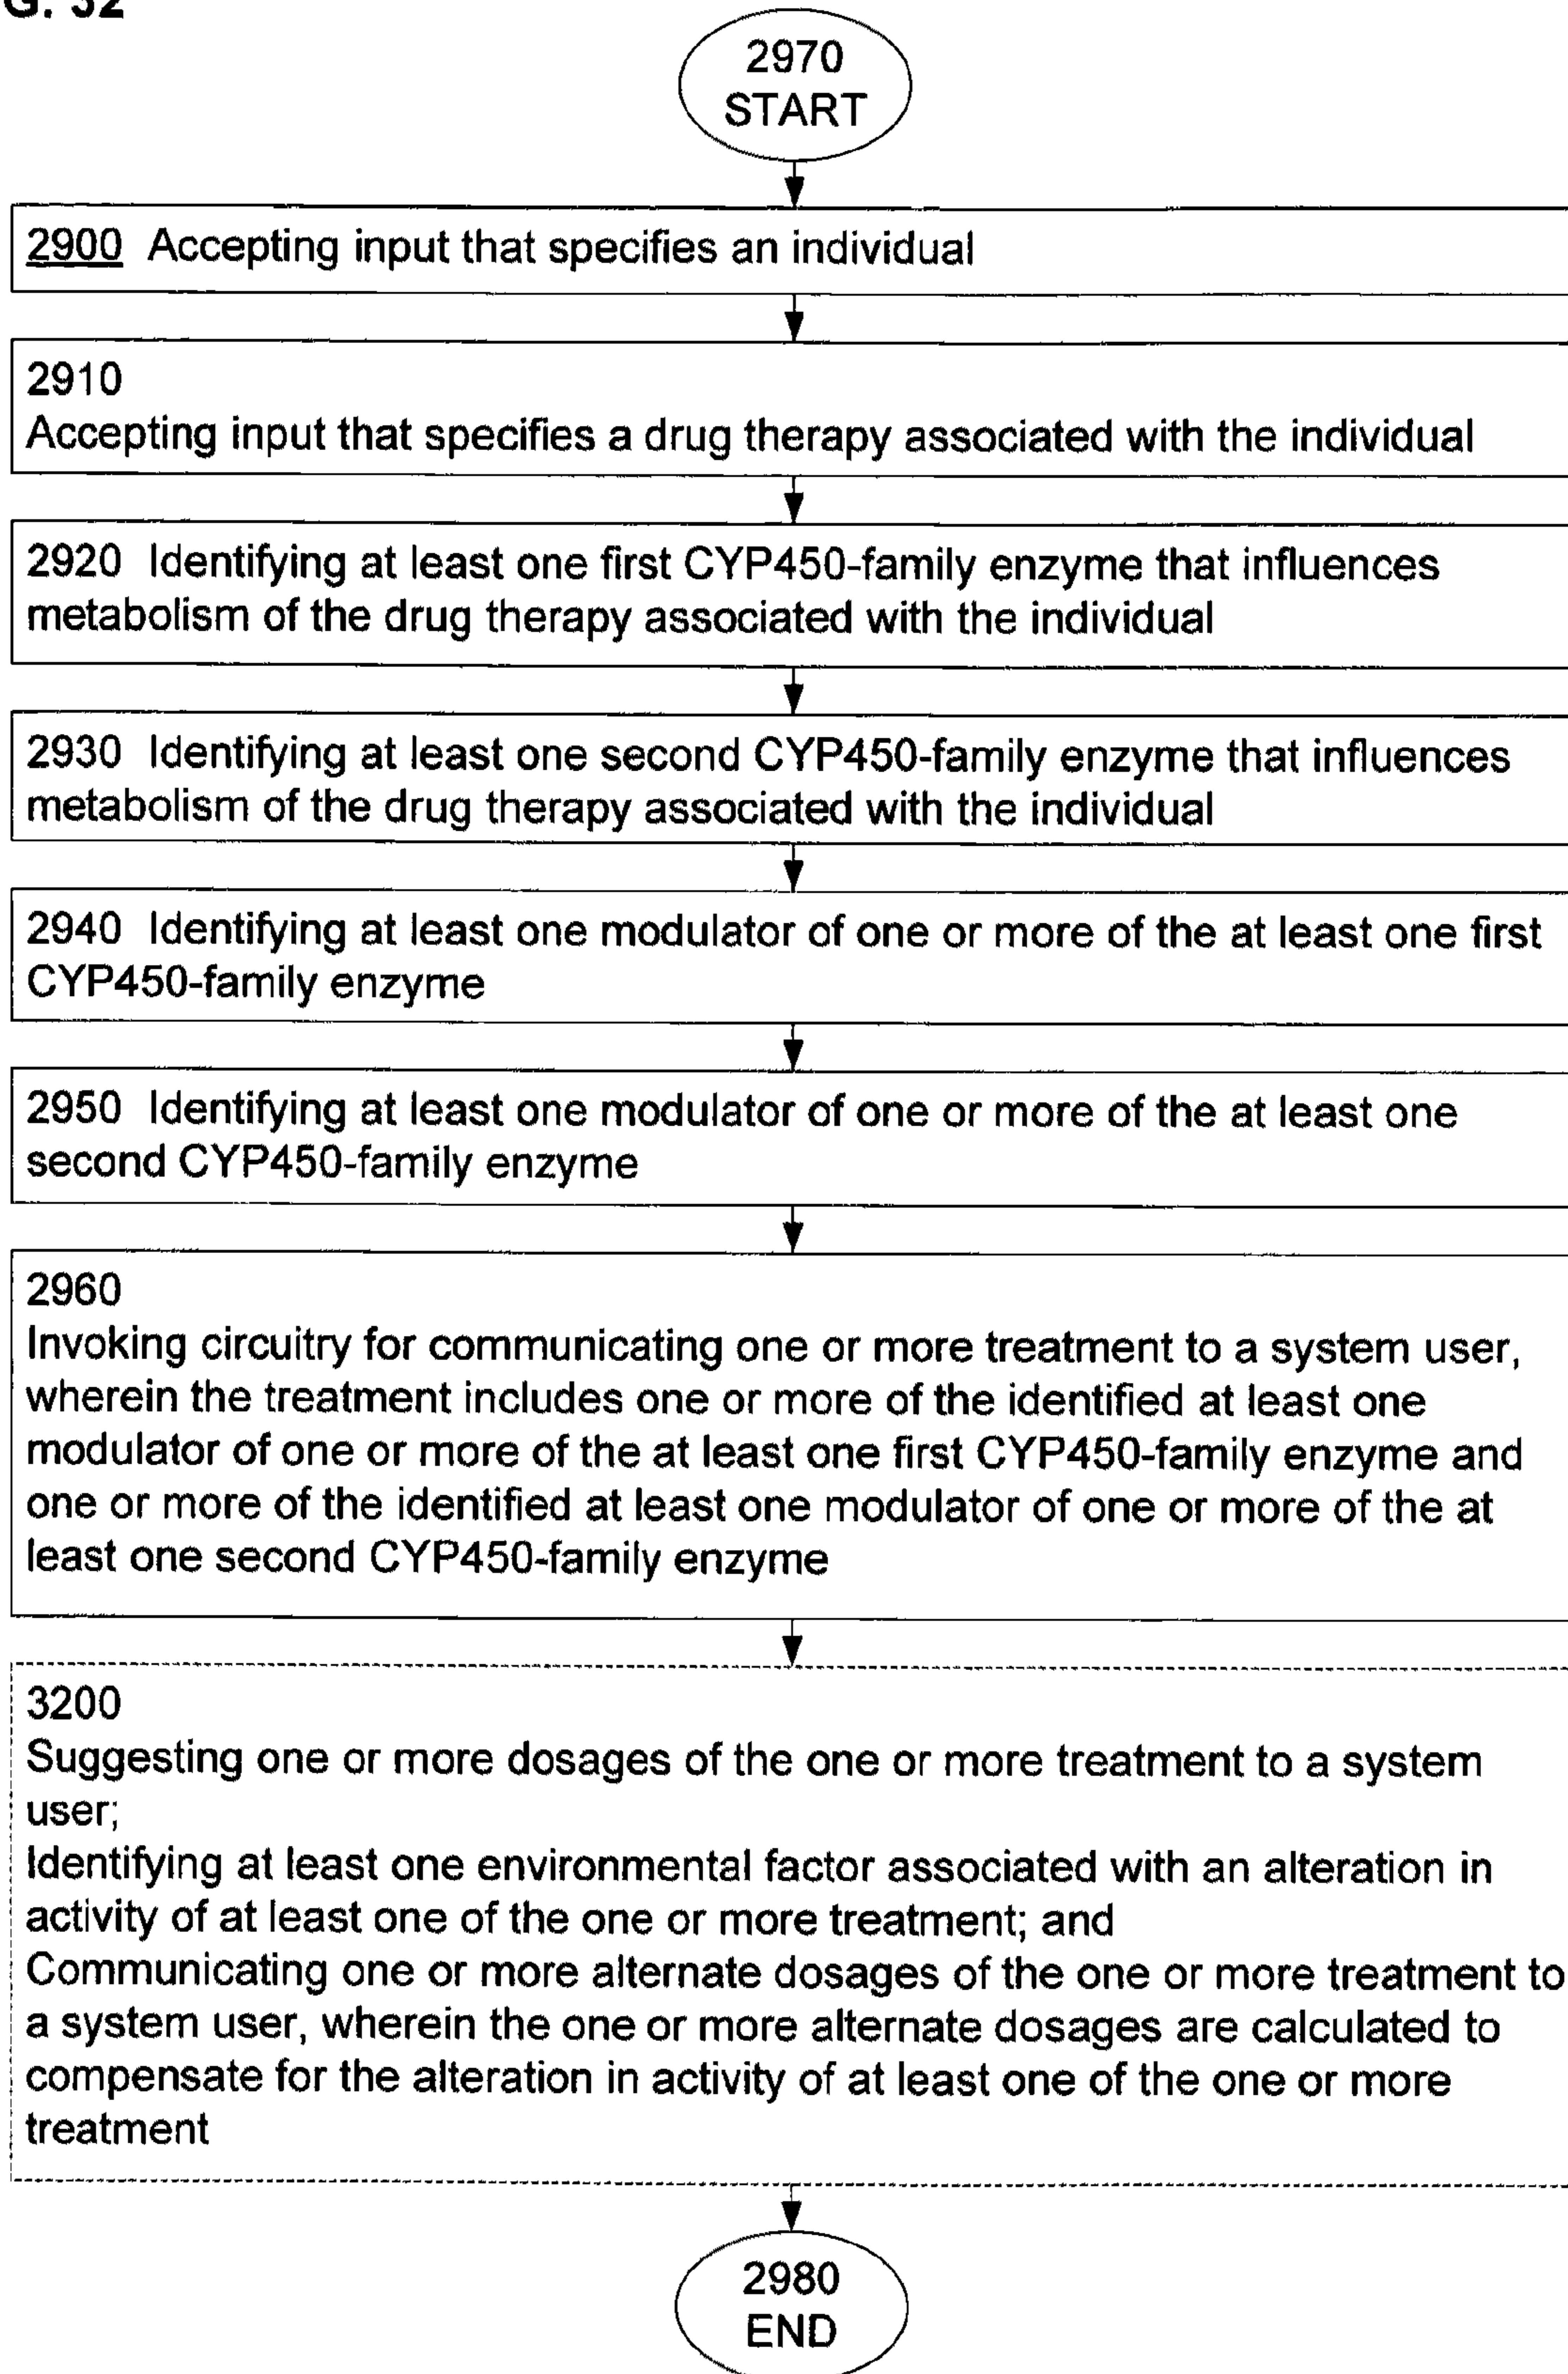 G. 32
2970
START
2900 Accepting input that specifies an individual
2910
Accepting input that specifies a drug therapy associated with the individual
2920 Identifying at least one first CYP450-family enzyme that influences
metabolism of the drug therapy associated with the individual
2930 Identifying at least one second CYP450-family enzyme that influences
metabolism of the drug therapy associated with the individual
2940 Identifying at least one modulator of one or more of the at least one first
CYP450-family enzyme
2950 Identifying at least one modulator of one or more of the at least one
second CYP450-family enzyme
2960
Invoking circuitry for communicating one or more treatment to a system user,
wherein the treatment includes one or more of the identified at least one
modulator of one or more of the at least one first CYP450-family enzyme and
one or more of the identified at least one modulator of one or more of the at
least one second CYP450-family enzyme
3200
Suggesting one or more dosages of the one or more treatment to a system
user;
Identifying at least one environmental factor associated with an alteration in
activity of at least one of the one or more treatment; and
Communicating one or more alternate dosages of the one or more treatment to
a system user, wherein the one or more alternate dosages are calculated to
compensate for the alteration in activity of at least one of the one or more
treatment
2980
END